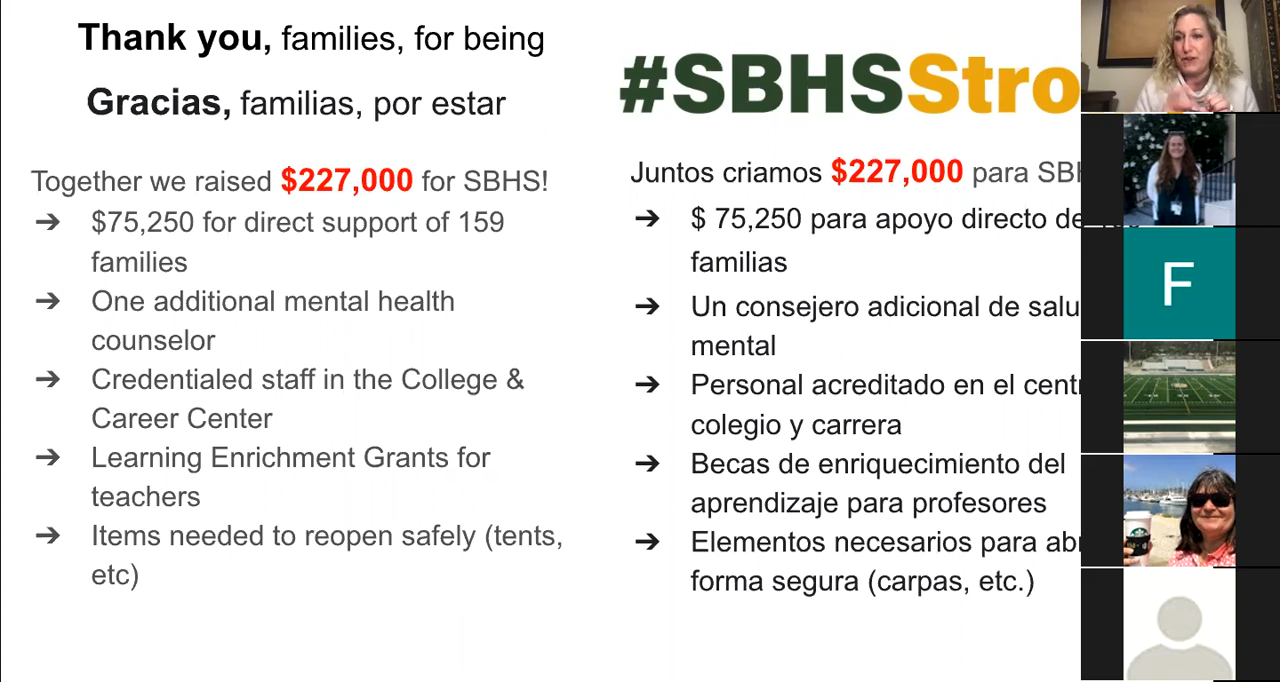 Thank you, families, for being
Gracias, familias, por estar
#SBHSStro
Together we raised $227,000 for SBHS!
➔ $75,250 for direct support of 159
families
➔ One additional mental health
counselor
➔ Credentialed staff in the College &
Career Center
➔ Learning Enrichment Grants for
teachers
➔ Items needed to reopen safely (tents,
etc)
Juntos criamos $227,000 para SBH
➔ $ 75,250 para apoyo directo de
familias
➔ Un consejero adicional de salu
mental
➔ Personal acreditado en el centr
colegio y carrera
➔ Becas de enriquecimiento del
aprendizaje para profesores
➔ Elementos necesarios para abr
forma segura (carpas, etc.)
F